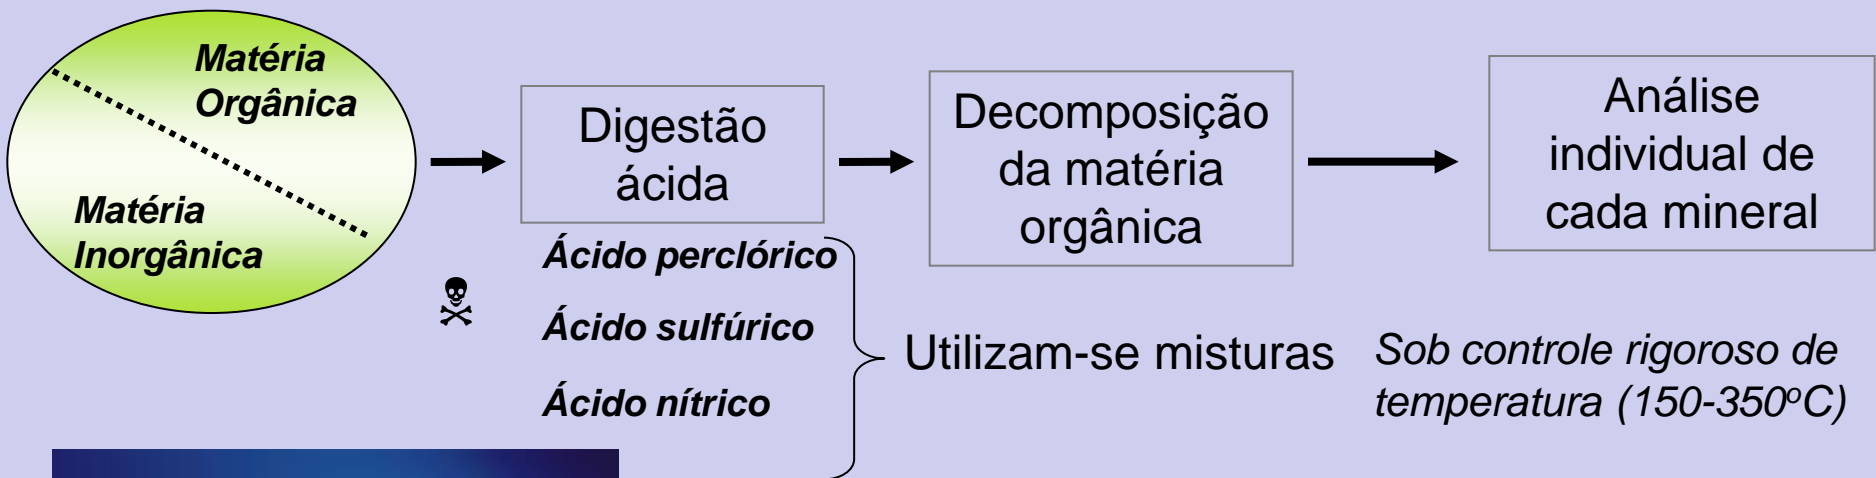 Matéria
Orgânica
Matéria
Inorgânica
Digestão
ácida
Decomposição
da matéria
orgânica
Análise
individual de
cada mineral
Ácido perclórico
Ácido sulfúrico
Ácido nítrico
Utilizam-se misturas
Sob controle rigoroso de
temperatura (150-350ºC)